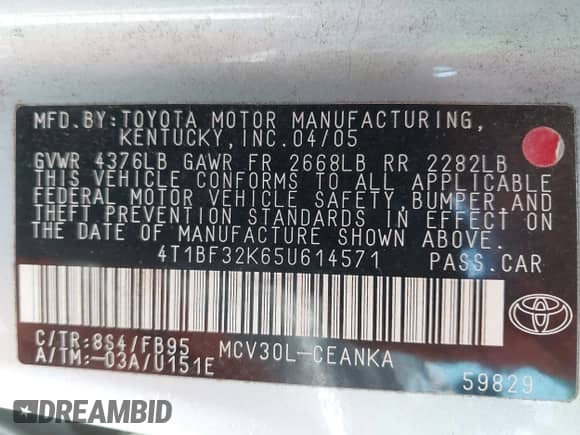 MFD.BY:TOYOTA MOTOR MANUFACTURING,
KENTUCKY,INC.04/05
GVWR 4376LB GAWR FR 2668LB RR 2282LB
THIS VEHICLE CONFORMS TO ALL APPLICABLE
FEDERAL MOTOR VEHICLE SAFETY,BUMPER,AND
THEFT PREVENTION STANDARDS IN EFFECT ON
THE DATE OF MANUFACTURE SHOWN ABOVE.
4T1BF32K65U614571 PASS.CAR
C/TR:8S4/FB95 MCV30L-CEANKA
A/TM:-03A/U151E
59829
DREAMBID